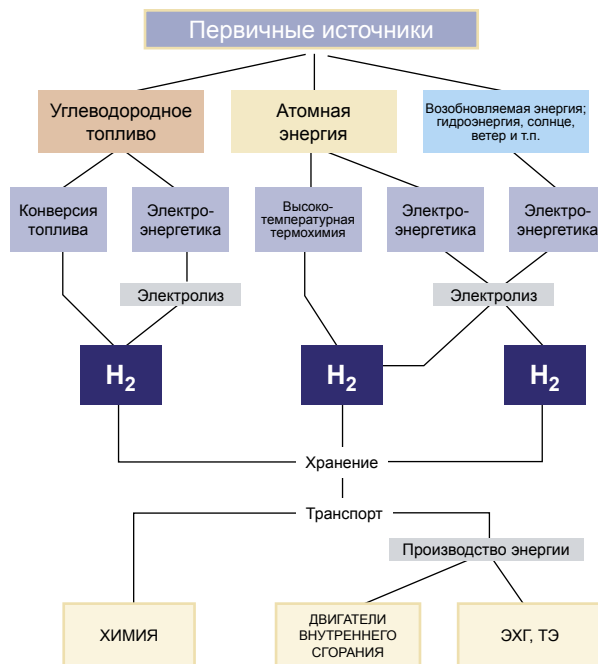 Первичные источники
Углеводородное
топливо
Атомная
энергия
Возобновляемая энергия;
гидроэнергия, солнце,
ветер и т.п.
Конверсия
топлива
Электро-
энергетика
Высоко-
температурная
термохимия
Электро-
энергетика
Электро-
энергетика
Электролиз
Электролиз
H₂
H₂
H₂
Хранение
Транспорт
Производство энергии
ХИМИЯ
ДВИГАТЕЛИ
ВНУТРЕННЕГО
СГОРАНИЯ
ЭХГ, ТЭ